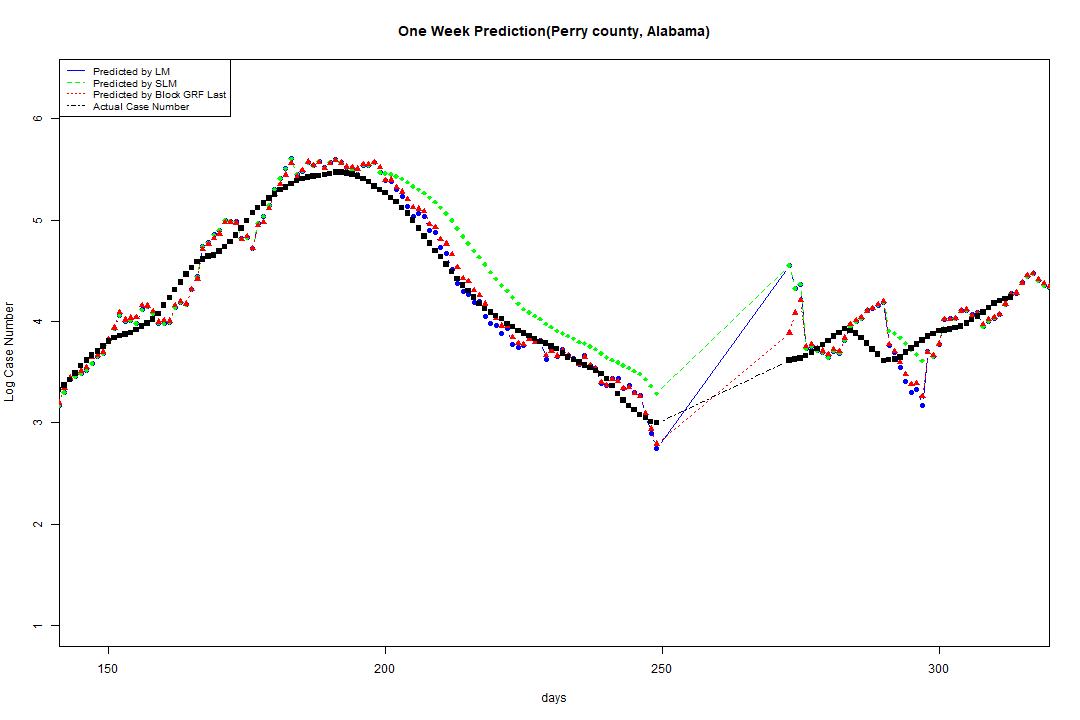 One Week Prediction(Perry county, Alabama)
Predicted by LM
Predicted by SLM
Predicted by Block GRF Last
Actual Case Number
6
5
4
3
2
1
Log Case Number
150 200 250 300
days